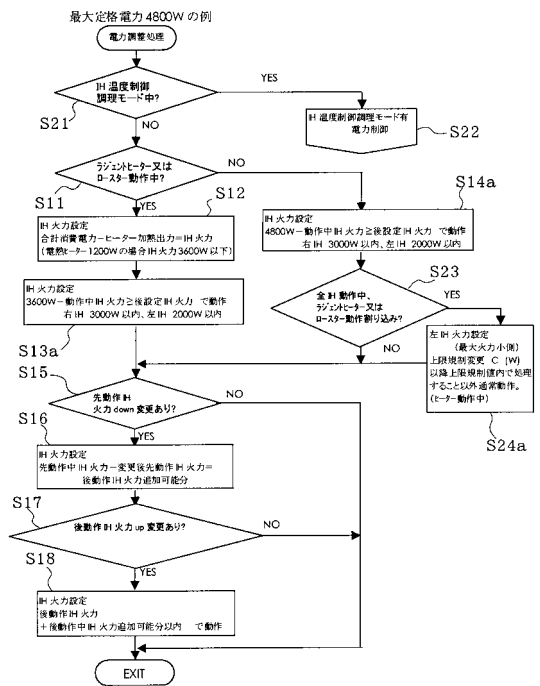 最大定格電力4800Wの例
電力調整処理
IH 温度制御
調理モード中?
YES
S21
NO
IH 温度制御調理モード有
電力制御
S22
ラジェントヒーター又は
ロースター動作中?
NO
S11
YES
S12
IH 火力設定
合計消費電力ーヒーター加熱出力=IH 火力
(電熱ヒーター1200Wの場合 IH 火力3600W以下)
S14a
IH 火力設定
4800W-動作中 IH 火力≧後設定 IH 火力 で動作
右 IH 3000W 以内、左 IH 2000W 以内
IH 火力設定
3600W-動作中 IH 火力≧後設定 IH 火力 で動作
右 IH 3000W 以内、左 IH 2000W 以内
S13a
S23
全 IH 動作中、
ラジェントヒーター又は
ロースター動作割り込み?
YES
NO
左 IH 火力設定
(最大火力小側)
上限規制変更 C (W)
以降上限規制値内で処理
すること以外通常動作。
(ヒーター動作中)
S24a
S15
先動作 IH
火力 down 変更あり?
NO
YES
S16
IH 火力設定
先動作中 IH 火力ー変更後先動作 IH 火力=
後動作 IH 火力追加可能分
S17
後動作 IH 火力 up 変更あり?
NO
YES
S18
IH 火力設定
後動作 IH 火力
+後動作中 IH 火力追加可能分以内 で動作
EXIT